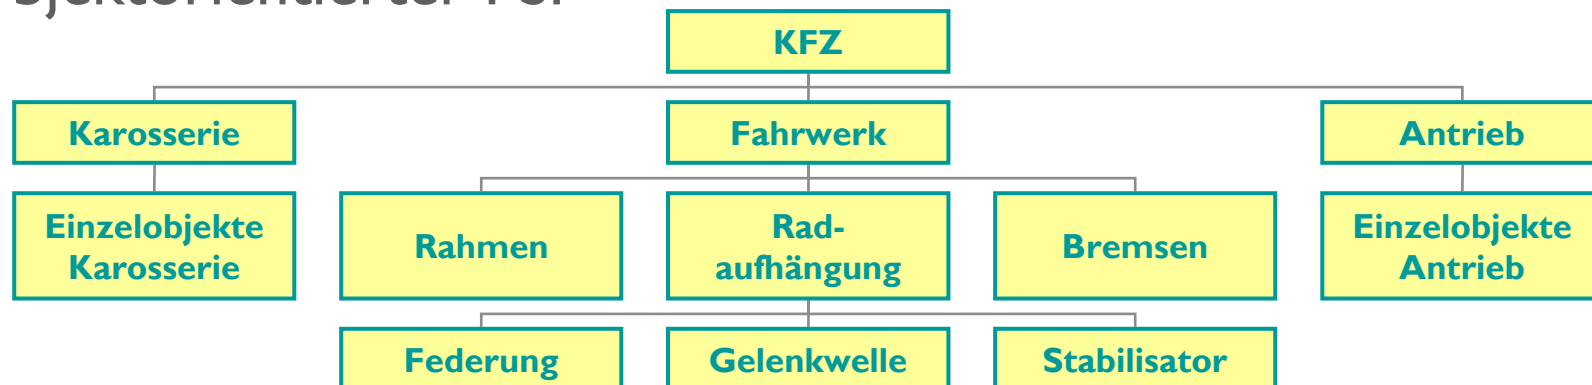 KFZ
Karosserie
Fahrwerk
Antrieb
Einzelobjekte
Karosserie
Rahmen
Rad-
aufhängung
Bremsen
Einzelobjekte
Antrieb
Federung
Gelenkwelle
Stabilisator